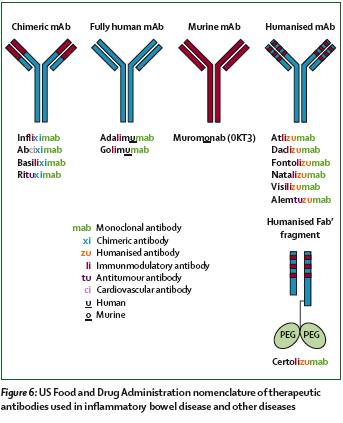 Chimeric mAb
Fully human mAb
Murine mAb
Humanised mAb
Infliximab
Abciximab
Basiliximab
Rituximab
Adalimumab
Golimumab
Muromonab (OKT3)
Atlizumab
Daclizumab
Fontolizumab
Natalizumab
Visilizumab
Alemtuzumab
mab Monoclonal antibody
xi Chimeric antibody
zu Humanised antibody
li Immunmodulatory antibody
tu Antitumour antibody
ci Cardiovascular antibody
u Human
o Murine
Humanised Fab'
fragment
PEG PEG
Certolizumab
Figure 6: US Food and Drug Administration nomenclature of therapeutic
antibodies used in inflammatory bowel disease and other diseases